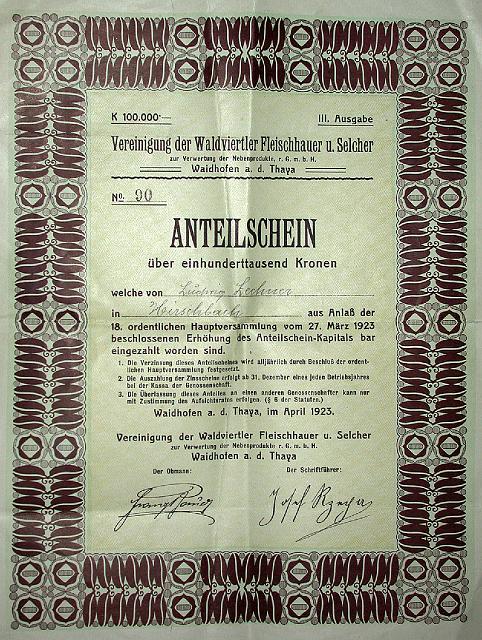 K 100.000·— III. Ausgabe
Vereinigung der Waldviertler Fleischhauer u. Selcher
zur Verwertung der Nebenprodukte, r. G. m. b. H.
Waidhofen a. d. Thaya
No. 90
ANTEILSCHEIN
über einhunderttausend Kronen
welche von Ludwig Lechner
in Hirschbach aus Anlaß der
18. ordentlichen Hauptversammlung vom 27. März 1923
beschlossenen Erhöhung des Anteilschein-Kapitals bar
eingezahlt worden sind.
1. Die Verzinsung dieses Anteilscheines wird alljährlich durch Beschluß der ordent-
lichen Hauptversammlung festgesetzt.
2. Die Auszahlung der Zinsscheine erfolgt ab 31. Dezember eines jeden Betriebsjahres
bei der Kassa der Genossenschaft.
3. Die Überlassung dieses Anteiles an einen anderen Genossenschafter kann nur
mit Zustimmung des Aufsichtsrates erfolgen. (§ 6 der Statuten.)
Waidhofen a. d. Thaya, im April 1923.
Vereinigung der Waldviertler Fleischhauer u. Selcher
zur Verwertung der Nebenprodukte, r. G. m. b. H.
Waidhofen a. d. Thaya
Der Obmann: Der Schriftführer:
Josef